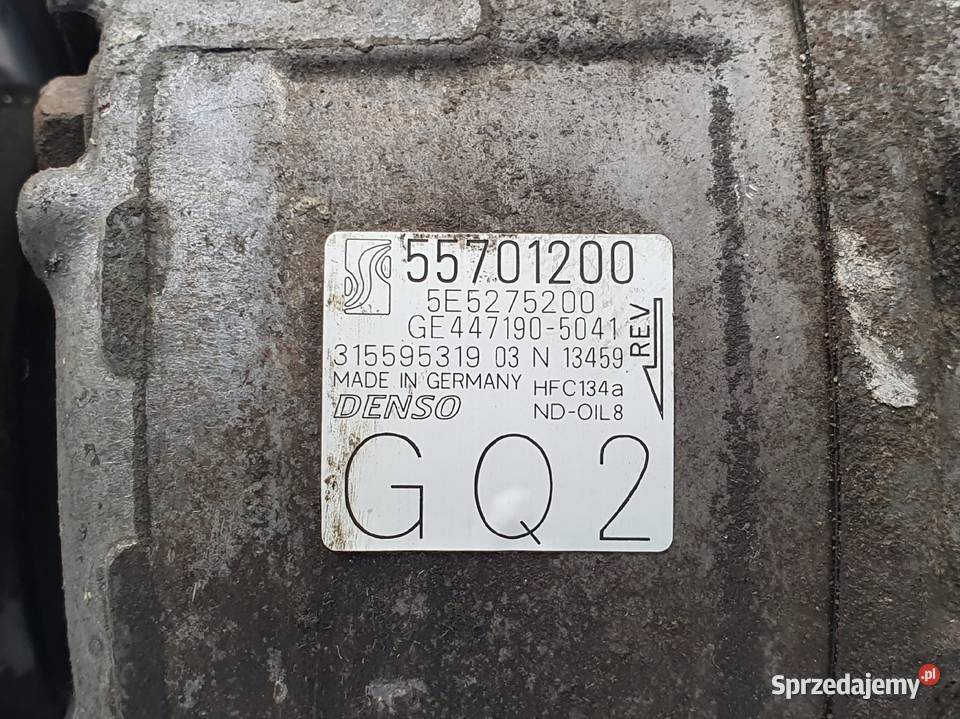 55701200
5E5275200
GE447190-5041
315595319 03 N 13459
REV
MADE IN GERMANY HFC134a
DENSO ND-OIL8
GQ2
Sprzedajemy.pl